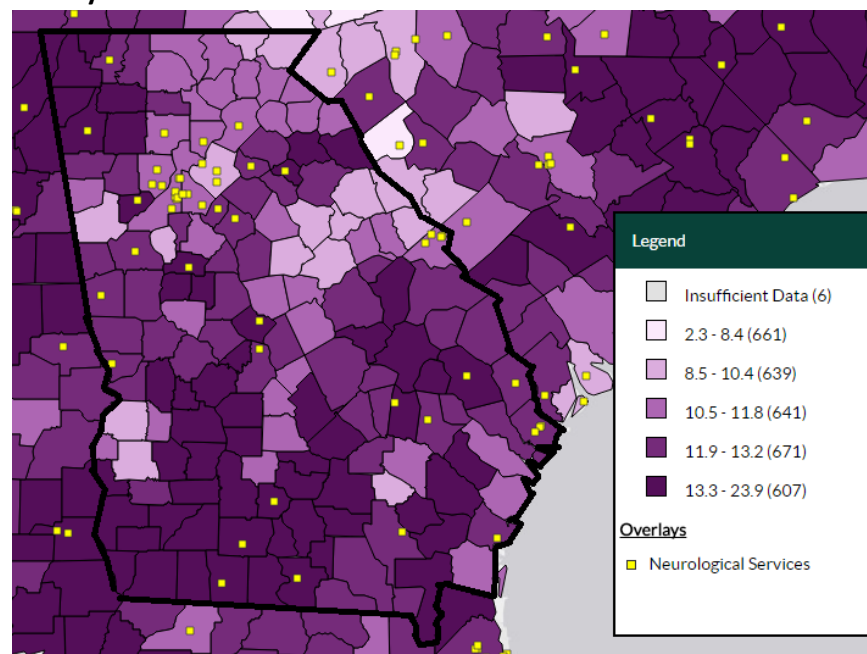 Legend
Insufficient Data (6)
2.3 - 8.4 (661)
8.5 - 10.4 (639)
10.5 - 11.8 (641)
11.9 - 13.2 (671)
13.3 - 23.9 (607)
Overlays
Neurological Services